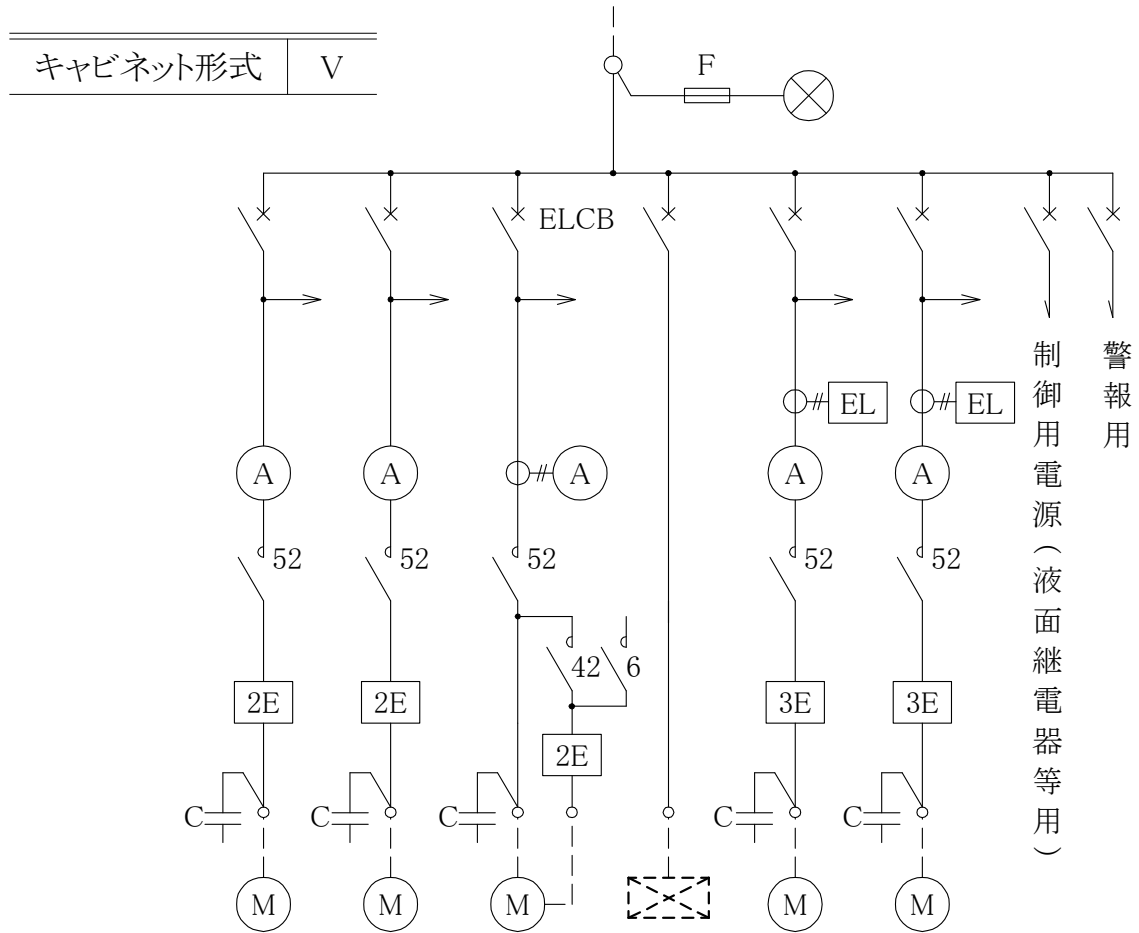 キャビネット形式 V
F
ELCB
EL EL
A A A A A
52 52 52 52 52
42 6
2E 2E 3E 3E
2E
C C C C C
M M M M M
制御用電源(液面継電器等用)
警報用